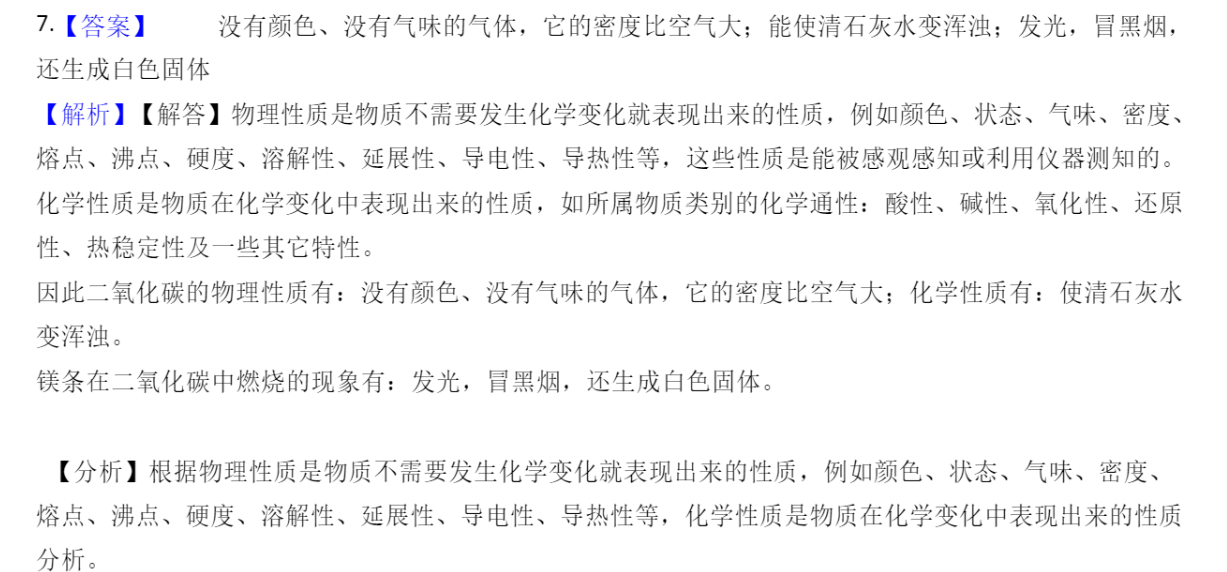 7.【答案】 没有颜色、没有气味的气体，它的密度比空气大；能使清石灰水变浑浊；发光，冒黑烟，
还生成白色固体
【解析】【解答】物理性质是物质不需要发生化学变化就表现出来的性质，例如颜色、状态、气味、密度、
熔点、沸点、硬度、溶解性、延展性、导电性、导热性等，这些性质是能被感观感知或利用仪器测知的。
化学性质是物质在化学变化中表现出来的性质，如所属物质类别的化学通性：酸性、碱性、氧化性、还原
性、热稳定性及一些其它特性。
因此二氧化碳的物理性质有：没有颜色、没有气味的气体，它的密度比空气大；化学性质有：使清石灰水
变浑浊。
镁条在二氧化碳中燃烧的现象有：发光，冒黑烟，还生成白色固体。
【分析】根据物理性质是物质不需要发生化学变化就表现出来的性质，例如颜色、状态、气味、密度、
熔点、沸点、硬度、溶解性、延展性、导电性、导热性等，化学性质是物质在化学变化中表现出来的性质
分析。